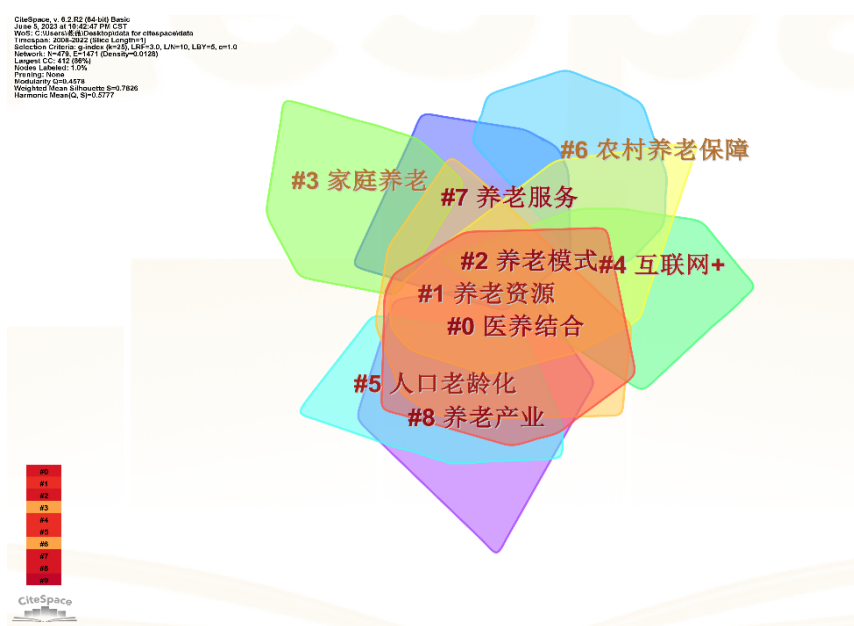 CiteSpace, v. 6.2.R2 (64-bit) Basic
June 5, 2023 at 10:42:47 PM CST
Timespan: 2008-2022 (Slice Length=1)
Selection Criteria: g-index (k=25), LRF=3.0, L/N=10, LBY=5, e=1.0
Network: N=479, E=1471 (Density=0.0128)
Largest CC: 412 (86%)
Nodes Labeled: 1.0%
Pruning: None
Modularity Q=0.4578
Weighted Mean Silhouette S=0.7826
Harmonic Mean(Q, S)=0.5777
#6 农村养老保障
#3 家庭养老
#7 养老服务
#2 养老模式
#4 互联网+
#1 养老资源
#0 医养结合
#5 人口老龄化
#8 养老产业
#0
#1
#2
#3
#4
#5
#6
#7
#8
#9
CiteSpace